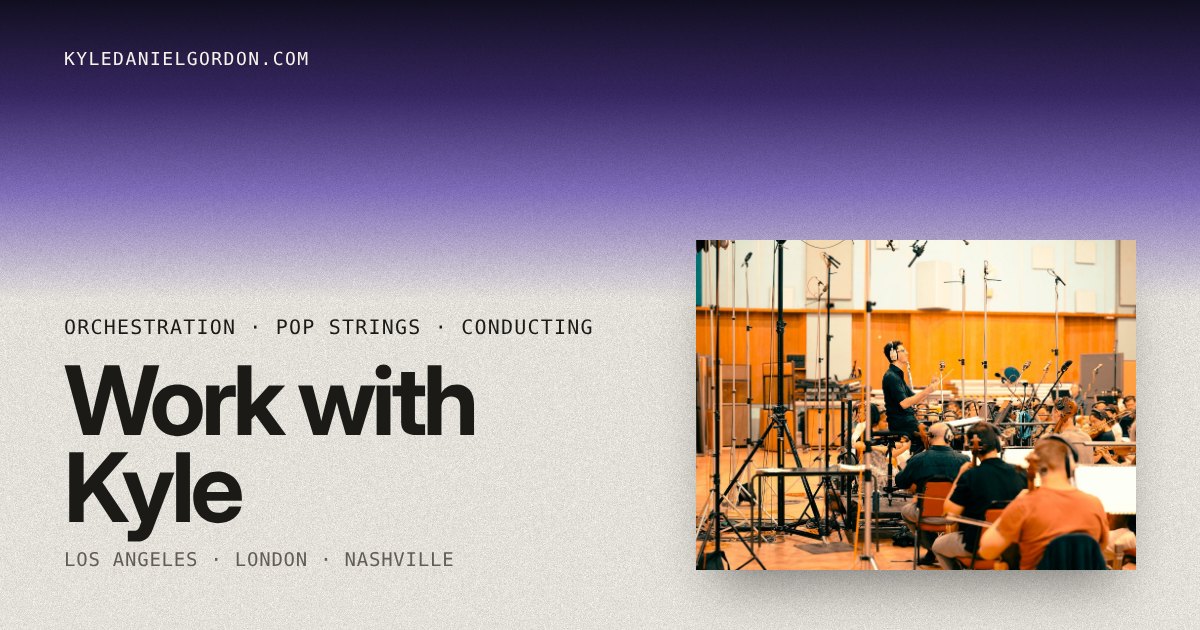 KYLEDANIELGORDON.COM
ORCHESTRATION · POP STRINGS · CONDUCTING
Work with
Kyle
LOS ANGELES · LONDON · NASHVILLE